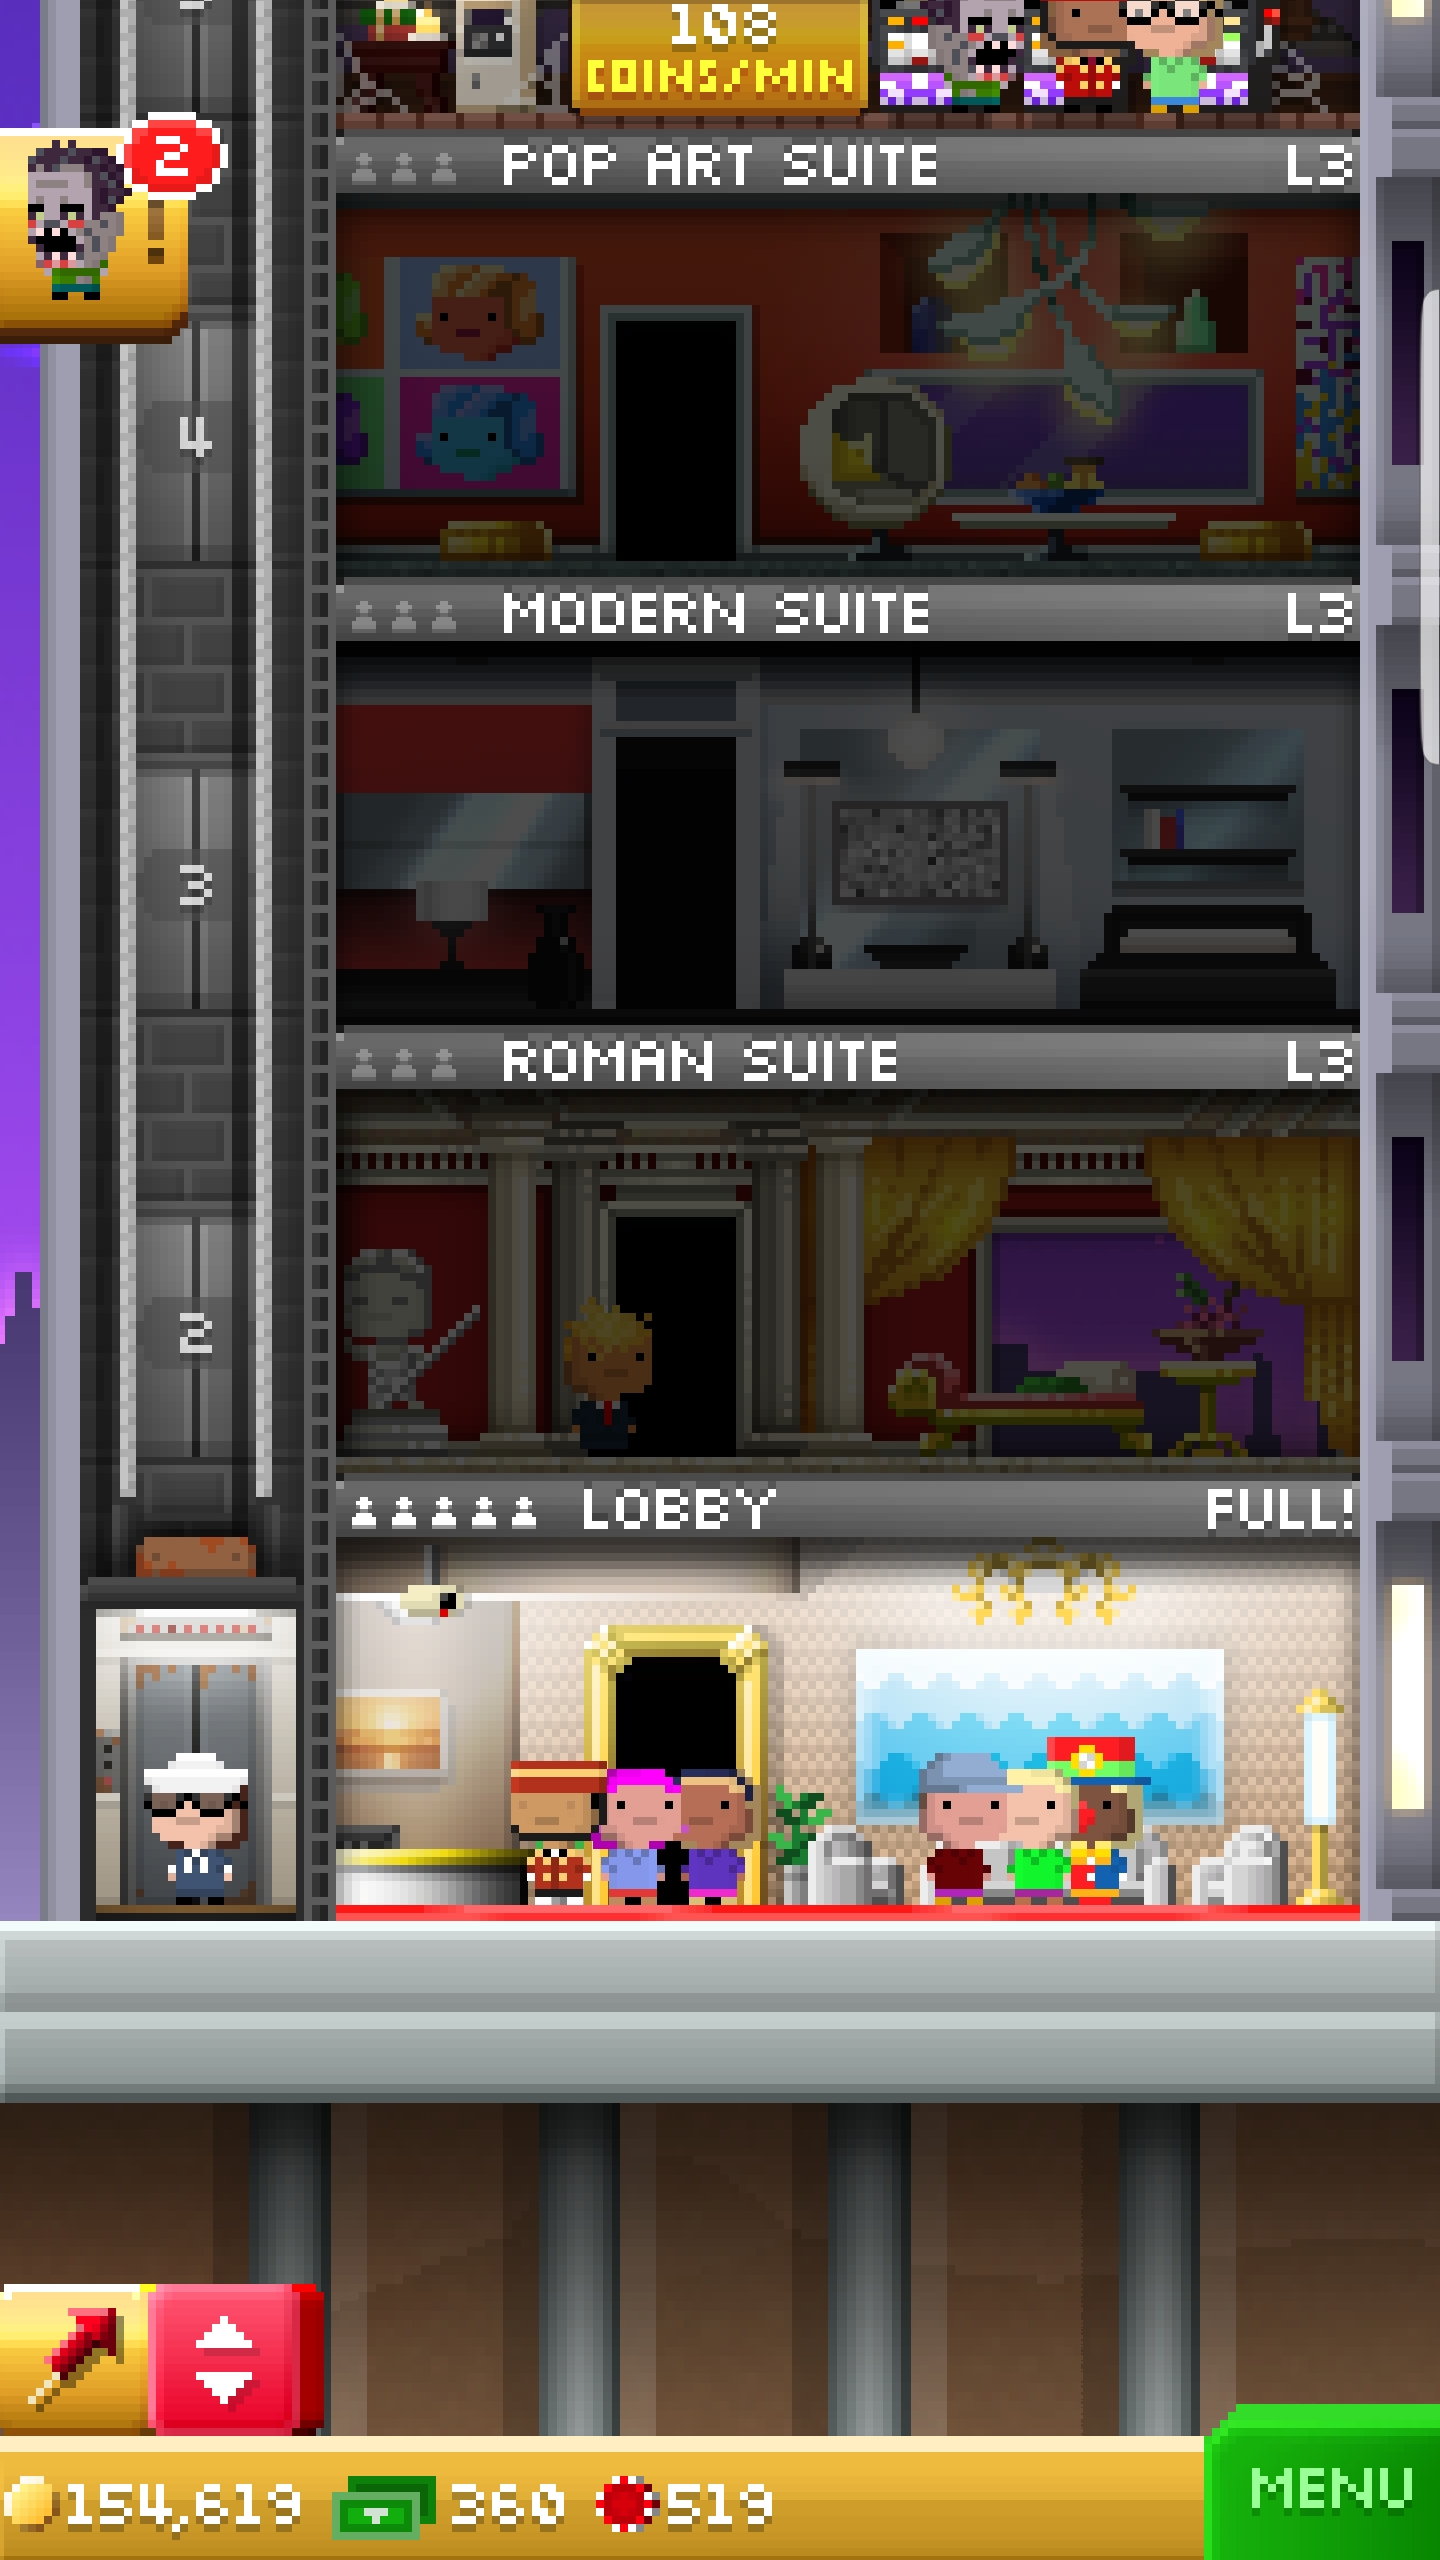 108
COINS/MIN
2
!
POP ART SUITE L3
4
MODERN SUITE L3
3
ROMAN SUITE L3
2
LOBBY FULL!
154,619 360 519
MENU